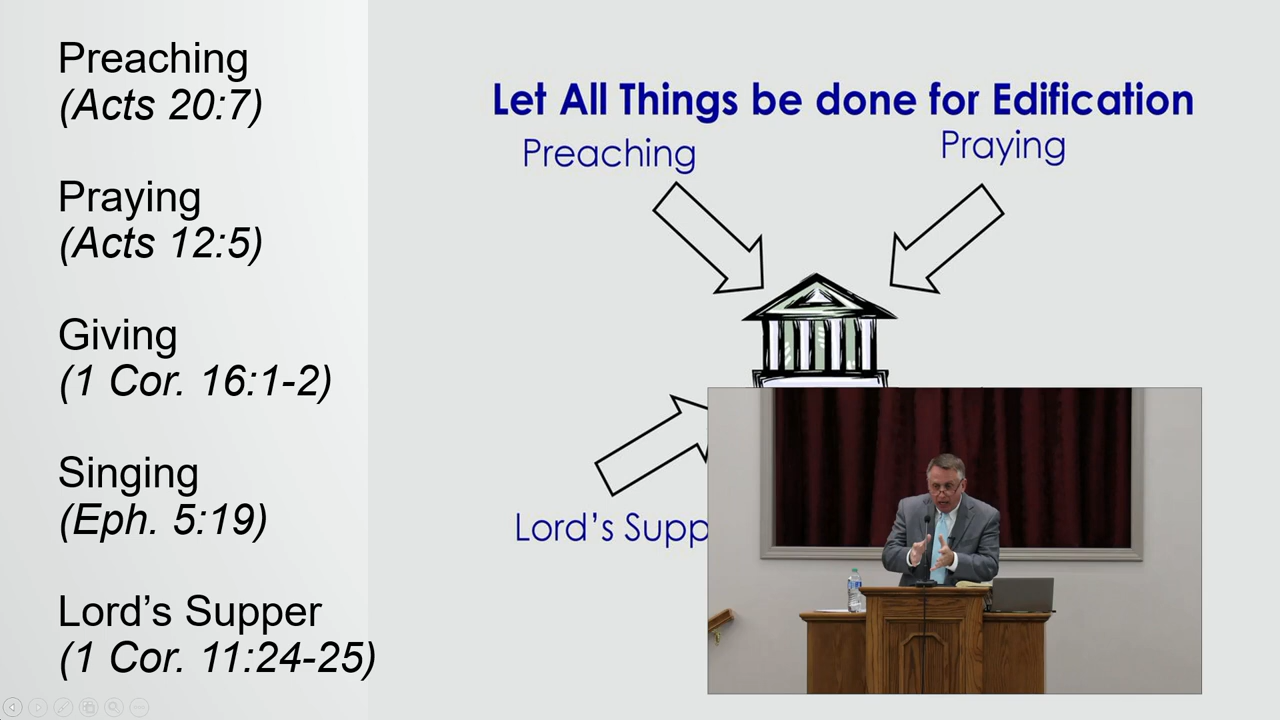 Preaching
(Acts 20:7)
Praying
(Acts 12:5)
Giving
(1 Cor. 16:1-2)
Singing
(Eph. 5:19)
Lord’s Supper
(1 Cor. 11:24-25)
Let All Things be done for Edification
Preaching
Praying
Lord’s Supp